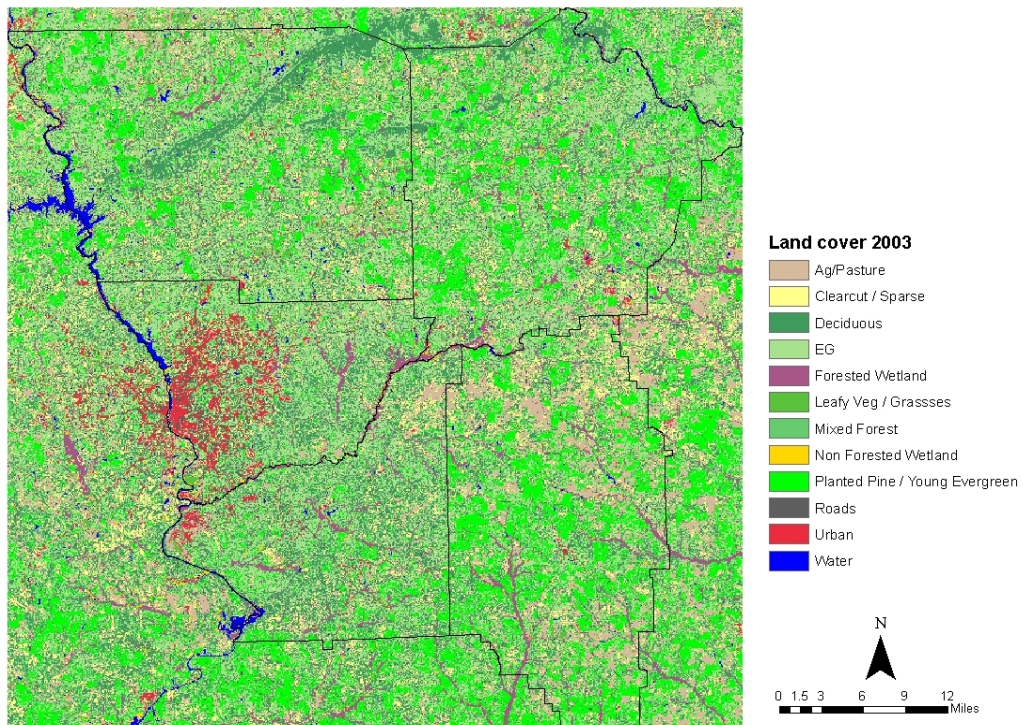 Land cover 2003
Ag/Pasture
Clearcut / Sparse
Deciduous
EG
Forested Wetland
Leafy Veg / Grassses
Mixed Forest
Non Forested Wetland
Planted Pine / Young Evergreen
Roads
Urban
Water
N
0 1.5 3 6 9 12
Miles